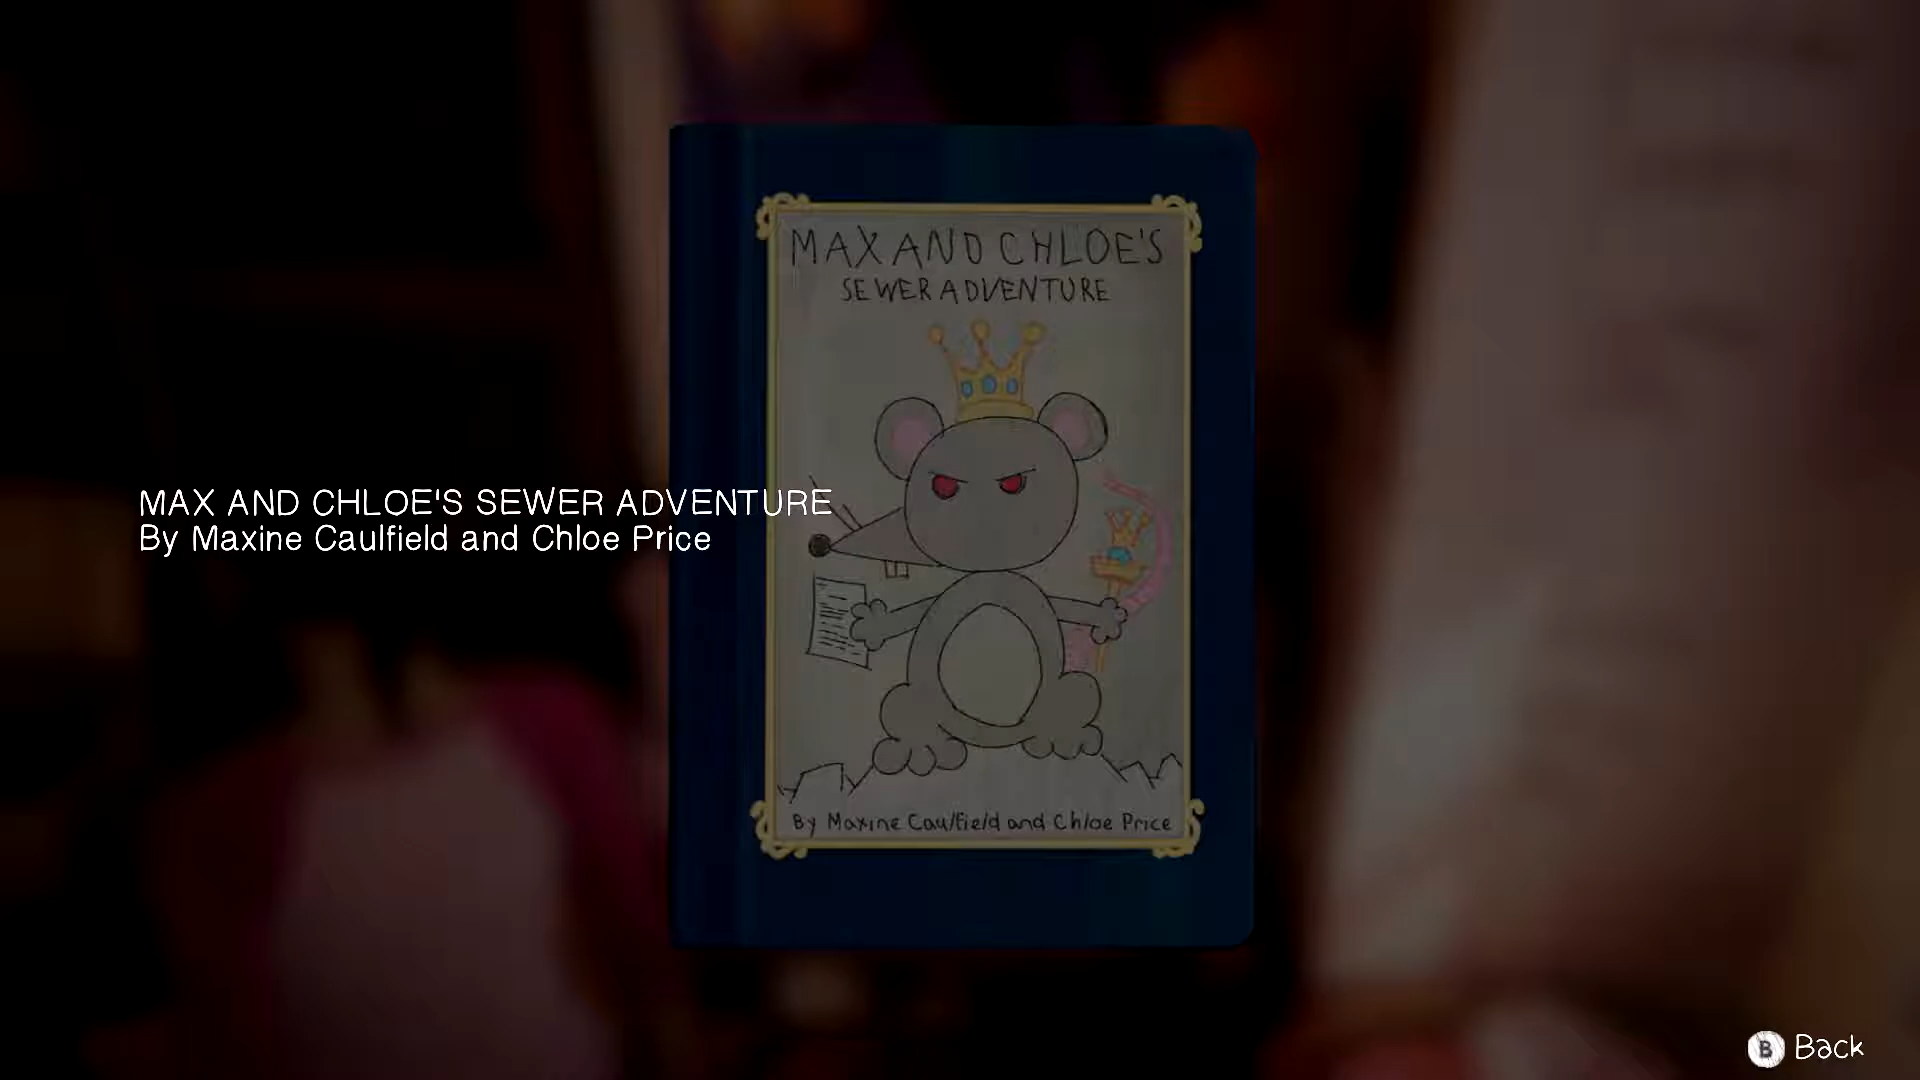 MAX AND CHLOE'S
SEWER ADVENTURE
MAX AND CHLOE'S SEWER ADVENTURE
By Maxine Caulfield and Chloe Price
By Maxine Caulfield and Chloe Price
B Back